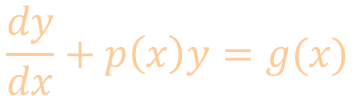 dy/dx + p(x)y = g(x)